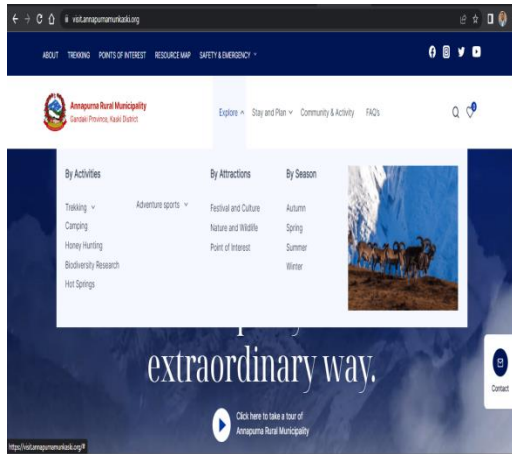 visit.annapurnamunkaski.org
ABOUT TREKKING POINTS OF INTEREST RESOURCE MAP SAFETY & EMERGENCY
Annapurna Rural Municipality
Gandaki Province, Kaski District
Explore Stay and Plan Community & Activity FAQ's
By Activities By Attractions By Season
Trekking Adventure sports Festival and Culture Autumn
Camping Nature and Wildlife Spring
Honey Hunting Point of Interest Summer
Biodiversity Research Winter
Hot Springs
extraordinary way.
Contact
Click here to take a tour of
Annapurna Rural Municipality
https://visit.annapurnamunkaski.org/#